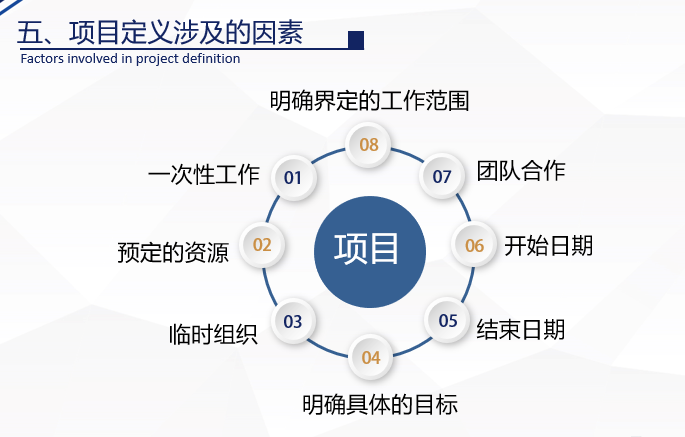 五、项目定义涉及的因素
Factors involved in project definition
明确界定的工作范围
08
一次性工作
01
07
团队合作
预定的资源
02
项目
06
开始日期
临时组织
03
05
结束日期
04
明确具体的目标